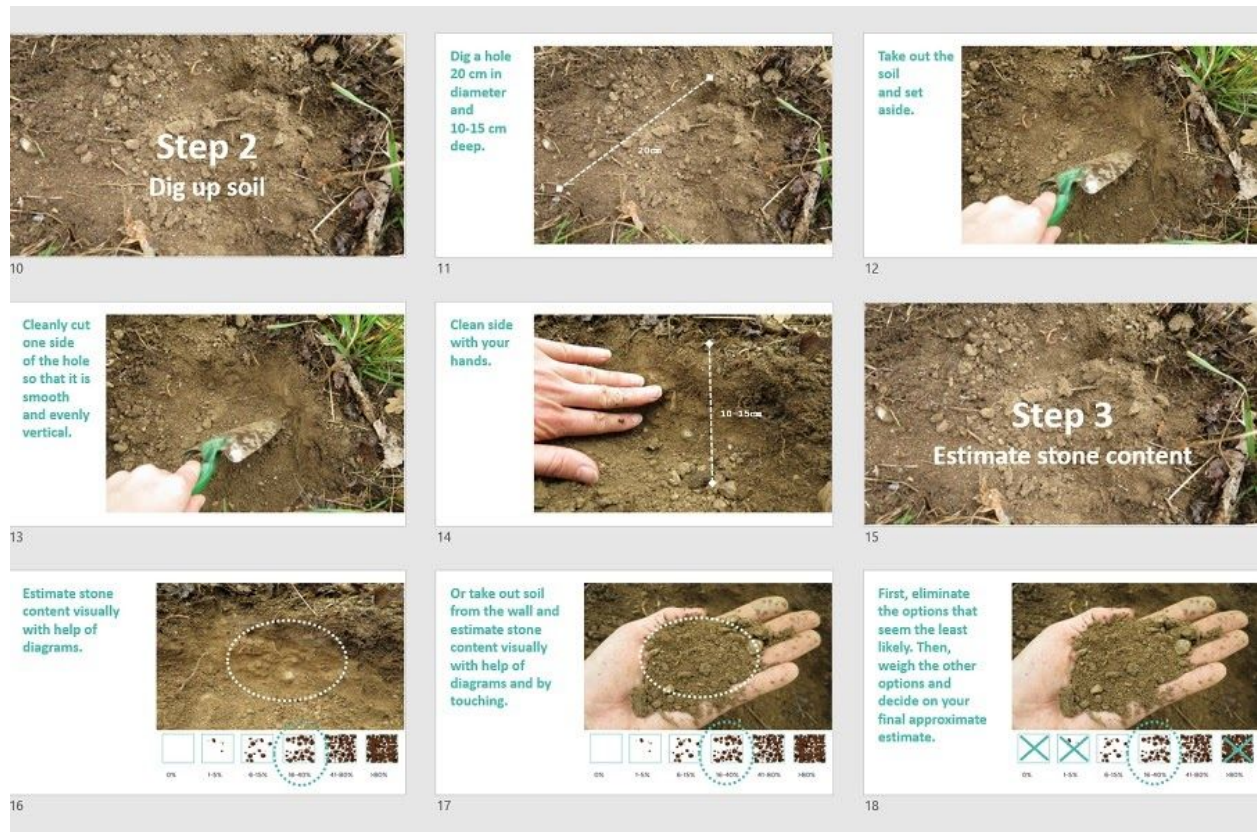 Step 2
Dig up soil
10
Dig a hole
20 cm in
diameter
and
10-15 cm
deep.
20cm
11
Take out the
soil
and set
aside.
12
Cleanly cut
one side
of the hole
so that it is
smooth
and evenly
vertical.
13
Clean side
with your
hands.
10-15cm
14
Step 3
Estimate stone content
15
Estimate stone
content visually
with help of
diagrams.
0% 1-5% 6-15% 16-40% 41-80% >80%
16
Or take out soil
from the wall and
estimate stone
content visually
with help of
diagrams and by
touching.
0% 1-5% 6-15% 16-40% 41-80% >80%
17
First, eliminate
the options that
seem the least
likely. Then,
weigh the other
options and
decide on your
final approximate
estimate.
0% 1-5% 6-15% 16-40% 41-80% >80%
18